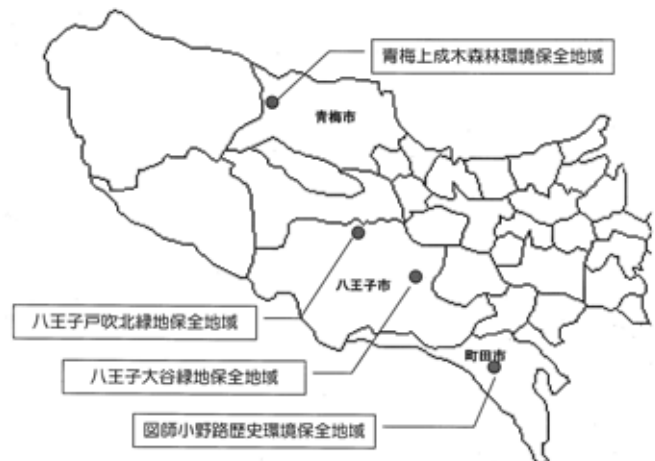 青梅上成木森林環境保全地域
青梅市
八王子市
八王子戸吹北緑地保全地域
町田市
八王子大谷緑地保全地域
図師小野路歴史環境保全地域